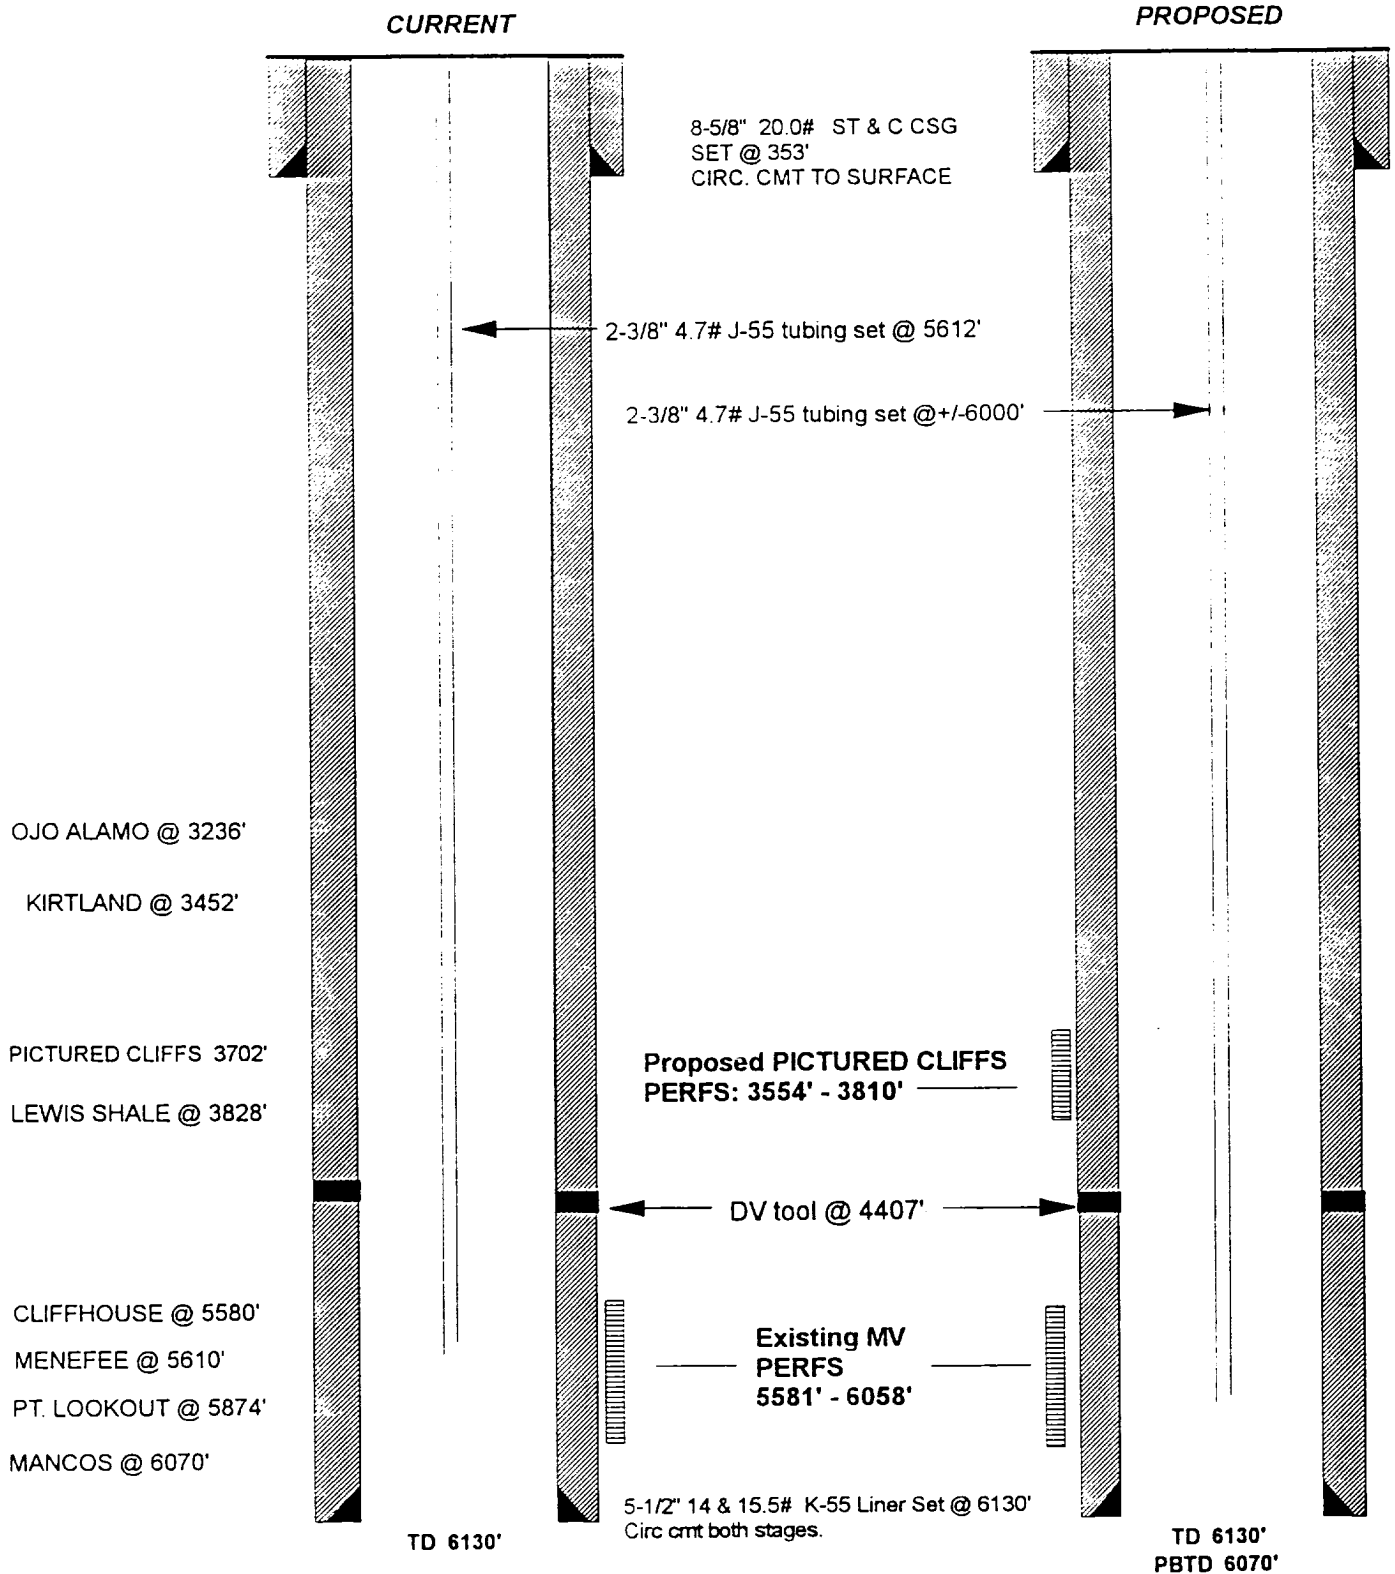 CURRENT
PROPOSED
8-5/8" 20.0# ST & C CSG
SET @ 353'
CIRC. CMT TO SURFACE
2-3/8" 4.7# J-55 tubing set @ 5612'
2-3/8" 4.7# J-55 tubing set @+/-6000'
OJO ALAMO @ 3236'
KIRTLAND @ 3452'
PICTURED CLIFFS 3702'
LEWIS SHALE @ 3828'
Proposed PICTURED CLIFFS
PERFS: 3554' - 3810'
DV tool @ 4407'
CLIFFHOUSE @ 5580'
MENEFEE @ 5610'
PT. LOOKOUT @ 5874'
MANCOS @ 6070'
Existing MV
PERFS
5581' - 6058'
5-1/2" 14 & 15.5# K-55 Liner Set @ 6130'
Circ cmt both stages.
TD 6130'
TD 6130'
PBTD 6070'